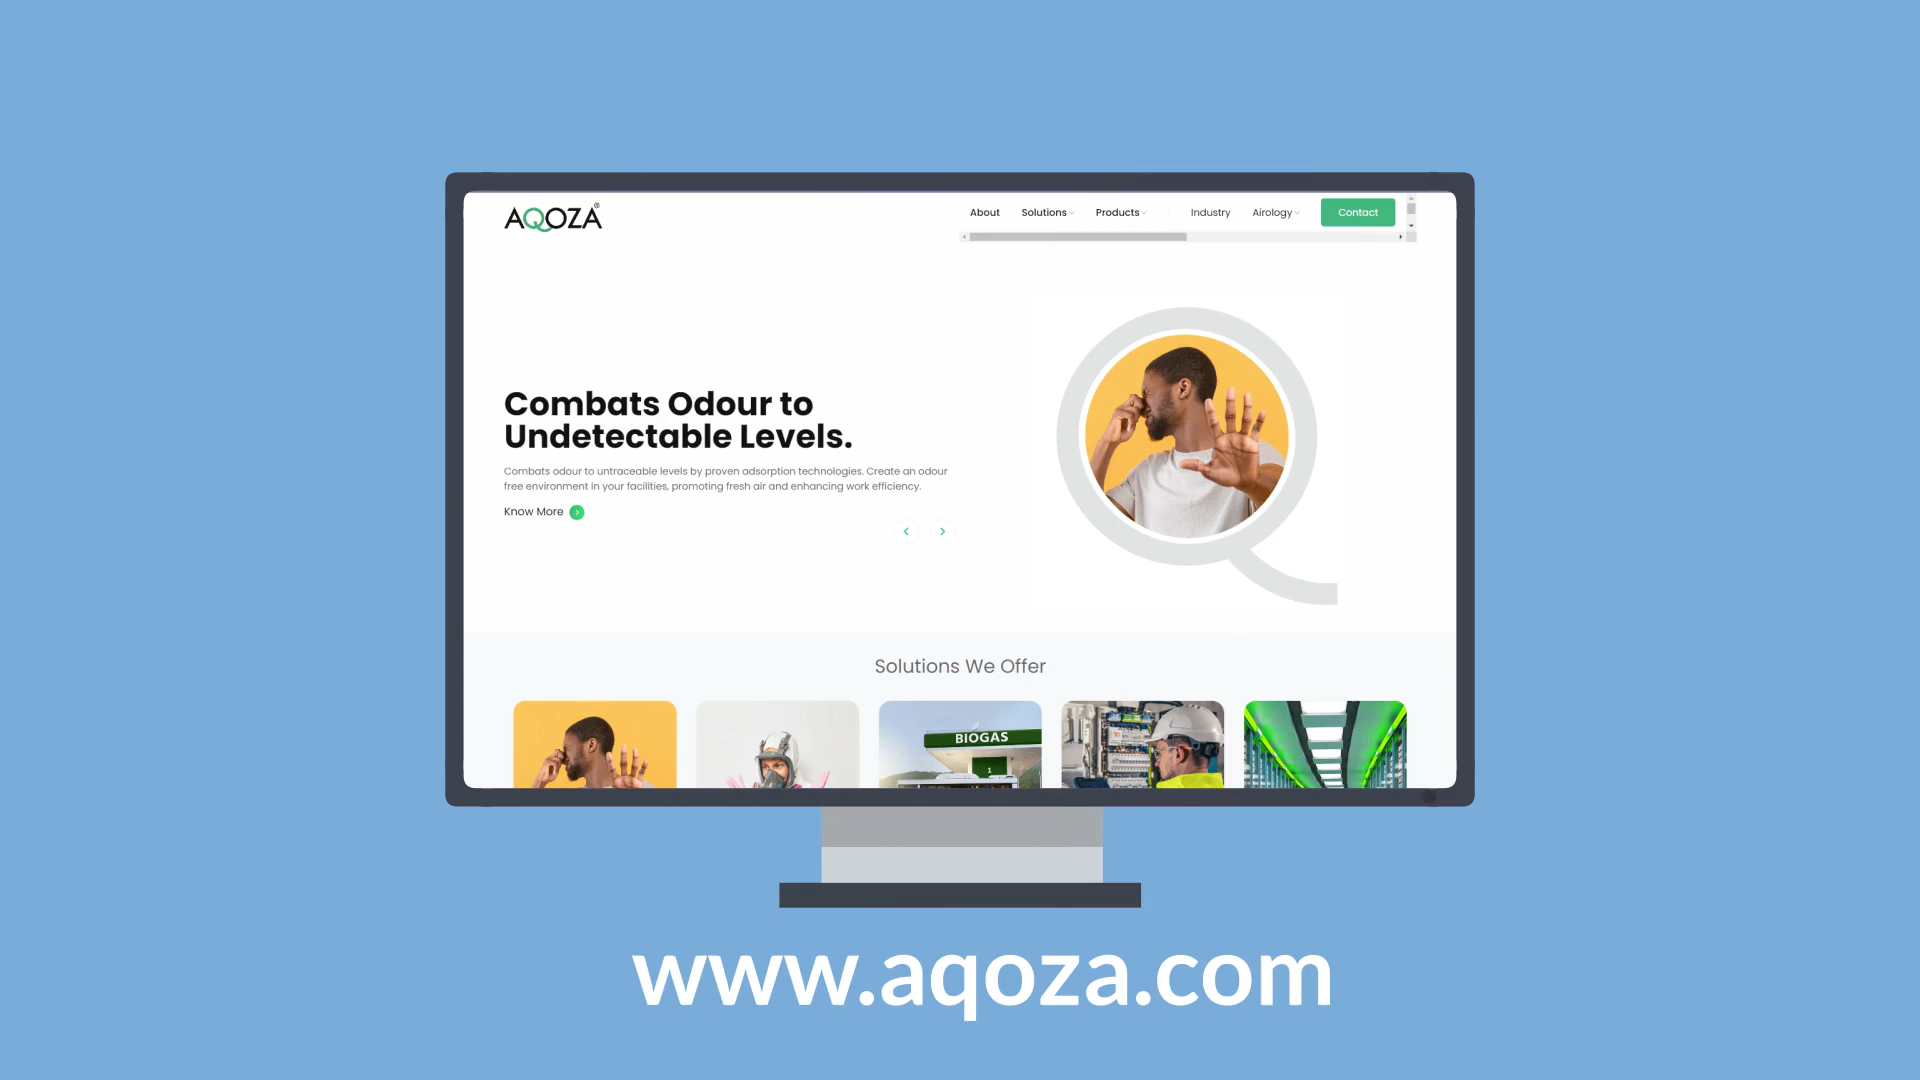 AQOZA®
About Solutions Products Industry Airology Contact
Combats Odour to
Undetectable Levels.
Combats odour to untraceable levels by proven adsorption technologies. Create an odour
free environment in your facilities, promoting fresh air and enhancing work efficiency.
Know More
Solutions We Offer
BIOGAS
1
www.aqoza.com